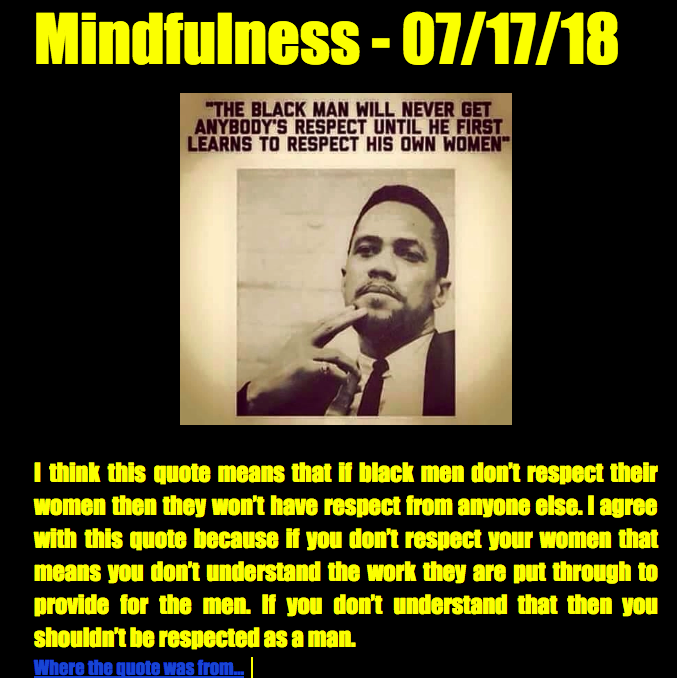 Mindfulness - 07/17/18
"THE BLACK MAN WILL NEVER GET
ANYBODY'S RESPECT UNTIL HE FIRST
LEARNS TO RESPECT HIS OWN WOMEN"
I think this quote means that if black men don't respect their
women then they won't have respect from anyone else. I agree
with this quote because if you don't respect your women that
means you don't understand the work they are put through to
provide for the men. If you don't understand that then you
shouldn't be respected as a man.
Where the quote was from...